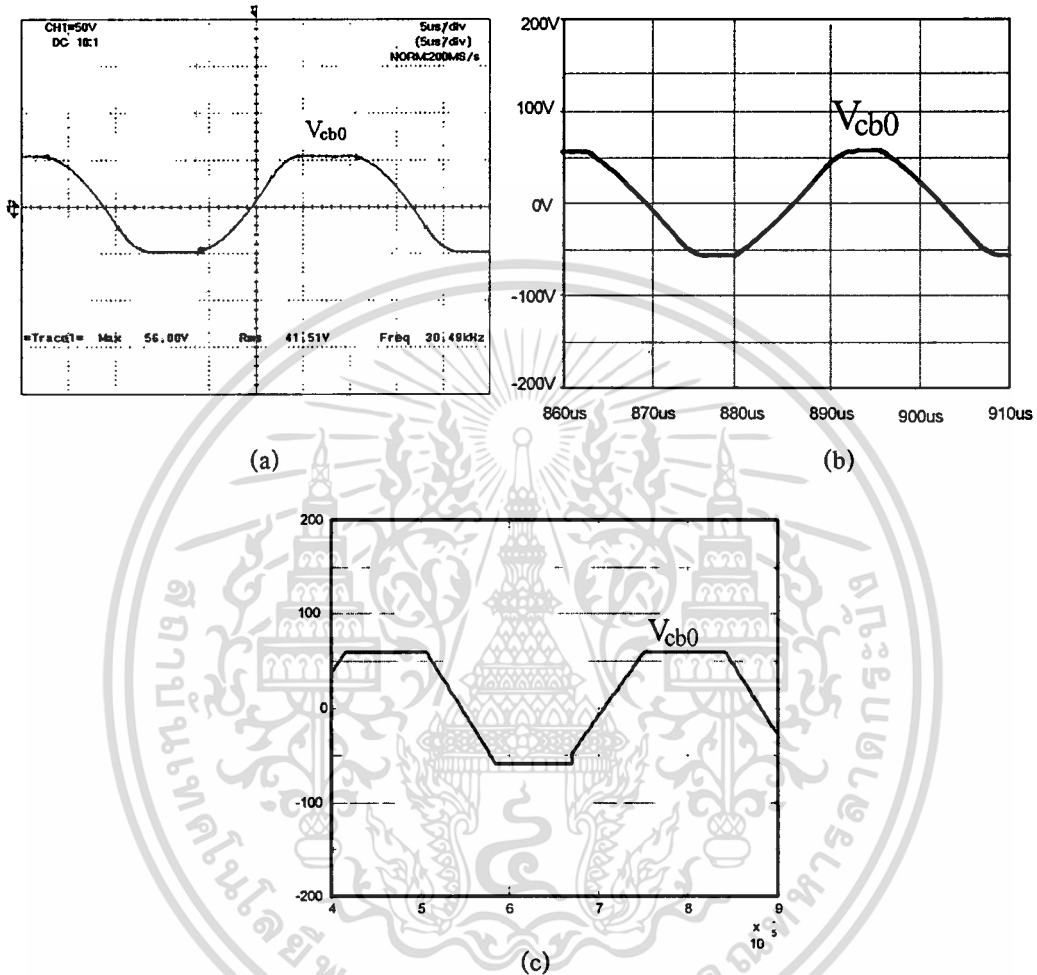 CH1=50V
DC 10:1
5us/div
(5us/div)
NORM:200MS/s
Vcb0
=Trace1= Max 56.00V Rms 41.51V Freq 30.49kHz
(a)
200V
100V
0V
-100V
-200V
Vcb0
860us 870us 880us 890us 900us 910us
(b)
200
100
0
-100
-200
Vcb0
4 5 6 7 8 9
x 10^-5
(c)